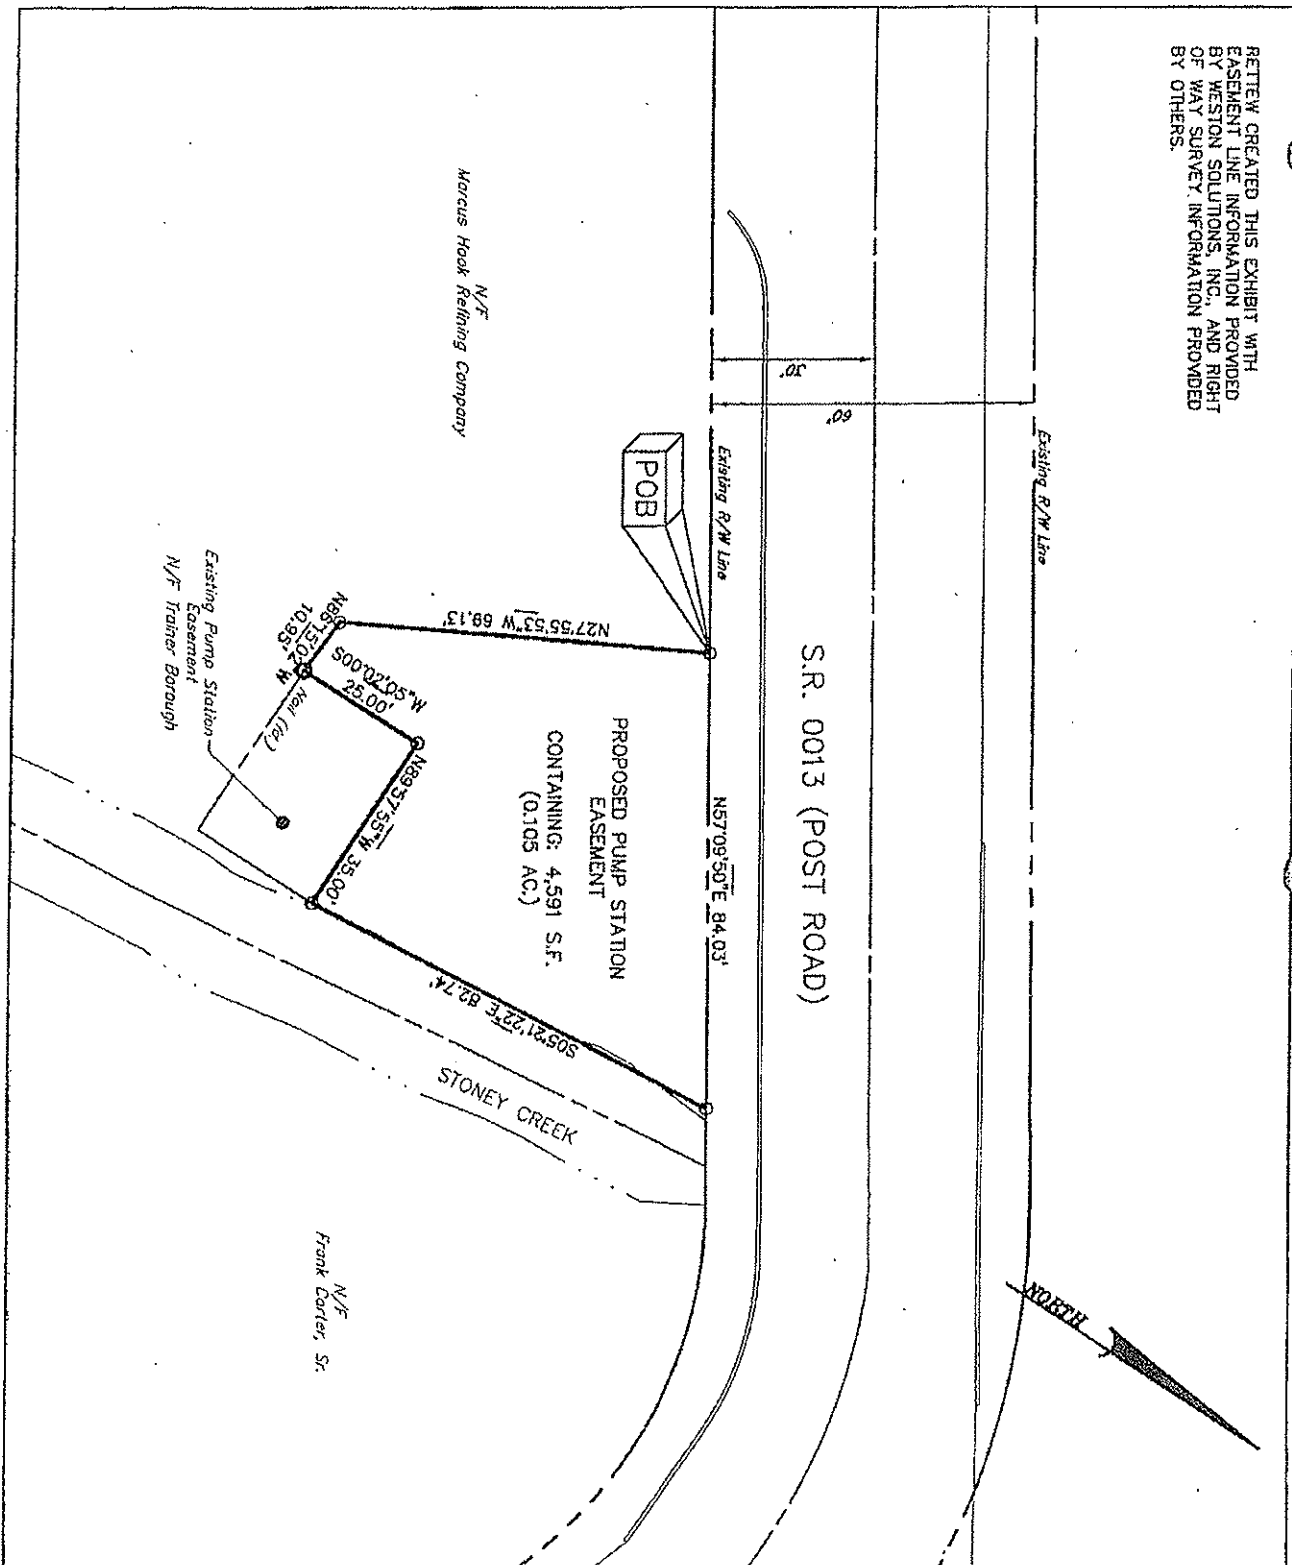 RETTEW CREATED THIS EXHIBIT WITH
EASEMENT LINE INFORMATION PROVIDED
BY WESTON SOLUTIONS, INC., AND RIGHT
OF WAY SURVEY INFORMATION PROVIDED
BY OTHERS.
Existing R/W Line
60'
30'
Existing R/W Line
POB
S.R. 0013 (POST ROAD)
N57°09'50"E 84.03'
N/F
Marcus Hook Refining Company
N27°55'53"W 69.13'
PROPOSED PUMP STATION
EASEMENT
CONTAINING: 4,591 S.F.
(0.105 AC.)
N86°15'02"W
10.95'
S00°02'05"W
25.00'
Nail (fd.)
N89°57'55"W 35.00'
S05°21'22"E 82.74'
Existing Pump Station
Easement
N/F Trainer Borough
STONEY CREEK
N/F
Frank Carter, Sr.
NORTH